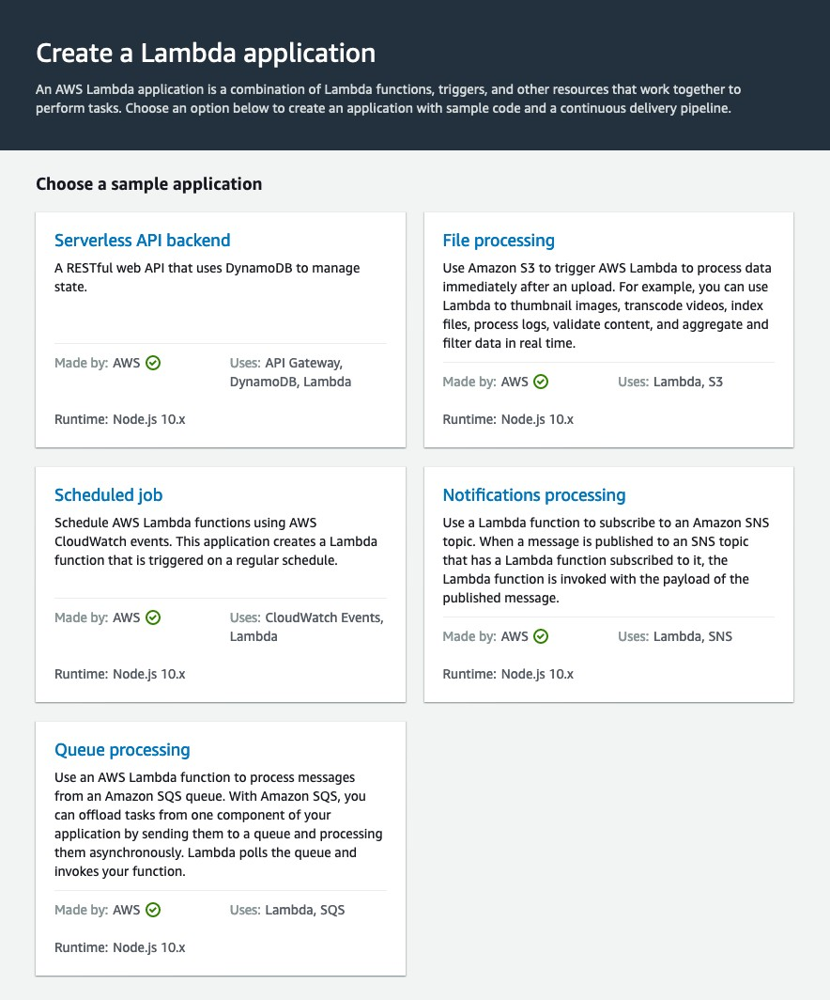 Create a Lambda application
An AWS Lambda application is a combination of Lambda functions, triggers, and other resources that work together to
perform tasks. Choose an option below to create an application with sample code and a continuous delivery pipeline.
Choose a sample application
Serverless API backend
A RESTful web API that uses DynamoDB to manage
state.
Made by: AWS
Uses: API Gateway,
DynamoDB, Lambda
Runtime: Node.js 10.x
File processing
Use Amazon S3 to trigger AWS Lambda to process data
immediately after an upload. For example, you can use
Lambda to thumbnail images, transcode videos, index
files, process logs, validate content, and aggregate and
filter data in real time.
Made by: AWS
Uses: Lambda, S3
Runtime: Node.js 10.x
Scheduled job
Schedule AWS Lambda functions using AWS
CloudWatch events. This application creates a Lambda
function that is triggered on a regular schedule.
Made by: AWS
Uses: CloudWatch Events,
Lambda
Runtime: Node.js 10.x
Notifications processing
Use a Lambda function to subscribe to an Amazon SNS
topic. When a message is published to an SNS topic
that has a Lambda function subscribed to it, the
Lambda function is invoked with the payload of the
published message.
Made by: AWS
Uses: Lambda, SNS
Runtime: Node.js 10.x
Queue processing
Use an AWS Lambda function to process messages
from an Amazon SQS queue. With Amazon SQS, you
can offload tasks from one component of your
application by sending them to a queue and processing
them asynchronously. Lambda polls the queue and
invokes your function.
Made by: AWS
Uses: Lambda, SQS
Runtime: Node.js 10.x